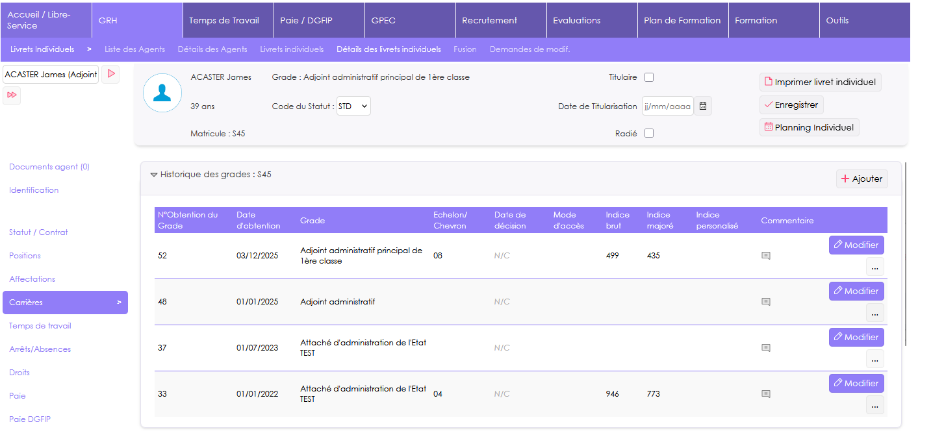 Accueil / Libre-
Service
GRH
Temps de Travail
Paie / DGFIP
GPEC
Recrutement
Evaluations
Plan de Formation
Formation
Outils
Livrets Individuels >
Liste des Agents
Détails des Agents
Livrets individuels
Détails des livrets individuels
Fusion
Demandes de modif.
ACASTER James (Adjoint
ACASTER James
Grade : Adjoint administratif principal de 1ère classe
Titulaire
Imprimer livret individuel
39 ans
Code du Statut : STD
Date de Titularisation jj/mm/aaaa
Enregistrer
Matricule : S45
Radié
Planning Individuel
Documents agent (0)
Identification
Statut / Contrat
Positions
Affectations
Carrières >
Temps de travail
Arrêts/Absences
Droits
Paie
Paie DGFIP
Historique des grades : S45
+ Ajouter
N°Obtention du
Grade
Date
d'obtention
Grade
Echelon/
Chevron
Date de
décision
Mode
d'accès
Indice
brut
Indice
majoré
Indice
personalisé
Commentaire
52 03/12/2025 Adjoint administratif principal de
1ère classe
08 N/C 499 435 Modifier
...
48 01/01/2025 Adjoint administratif N/C Modifier
...
37 01/07/2023 Attaché d'administration de l'Etat
TEST
N/C Modifier
...
33 01/01/2022 Attaché d'administration de l'Etat
TEST
04 N/C 946 773 Modifier
...